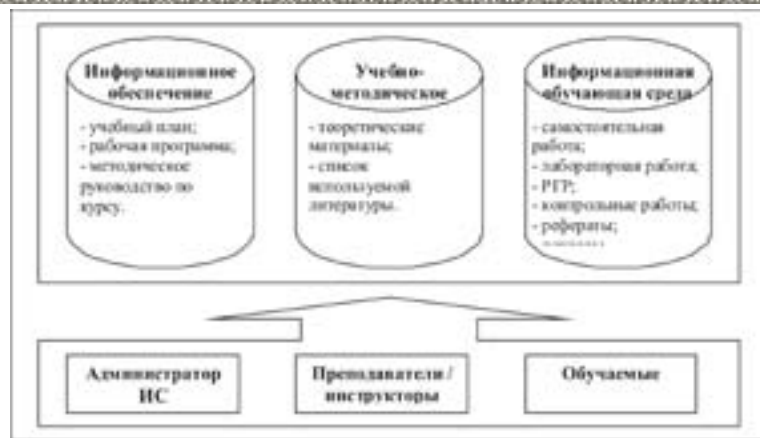 Информационное
обеспечение
- учебный план;
- рабочая программа;
- методическое
руководство по
курсу.
Учебно-
методическое
- теоретические
материалы;
- список
используемой
литературы.
Информационная
обучающая среда
- самостоятельная
работа;
- лабораторная работа;
- РГР;
- контрольные работы;
- рефераты;
Администратор
ИС
Преподаватели /
инструкторы
Обучаемые